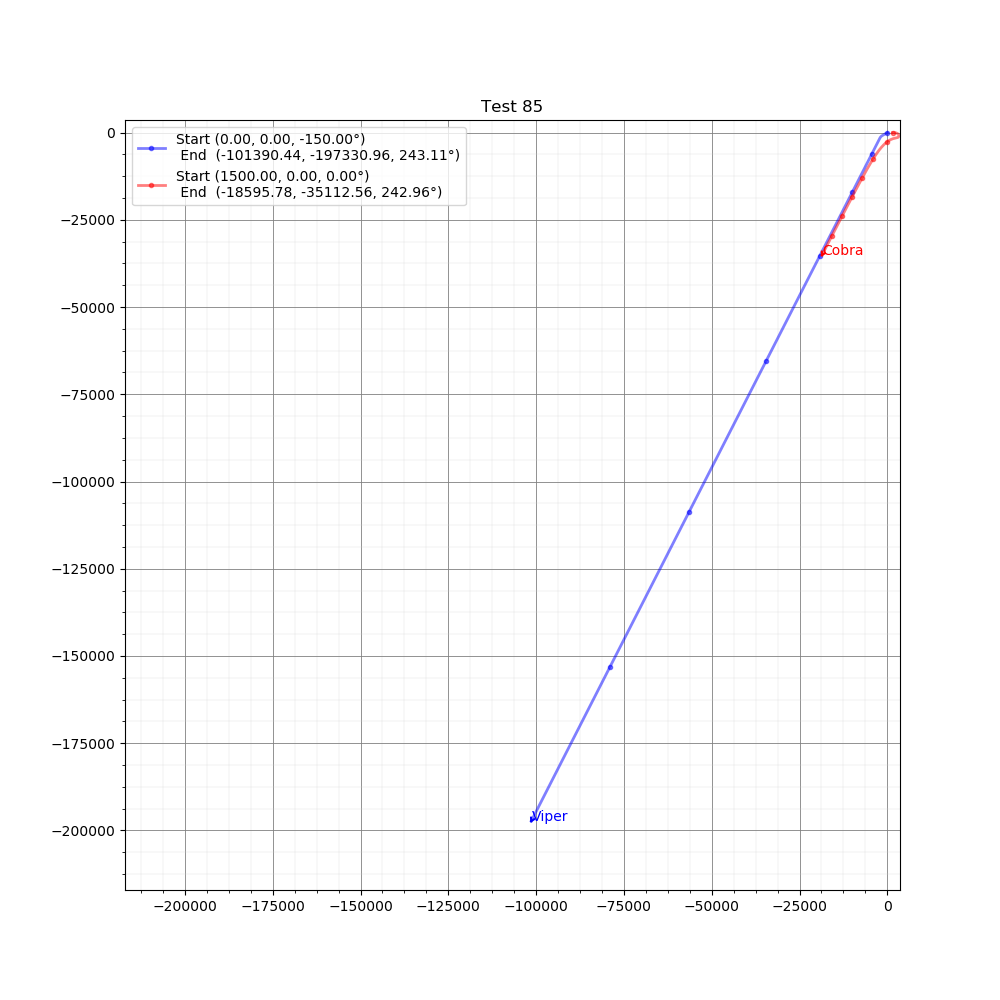 Test 85
Start (0.00, 0.00, -150.00°)
End (-101390.44, -197330.96, 243.11°)
Start (1500.00, 0.00, 0.00°)
End (-18595.78, -35112.56, 242.96°)
0
−25000
−50000
−75000
−100000
−125000
−150000
−175000
−200000
Cobra
Viper
−200000 −175000 −150000 −125000 −100000 −75000 −50000 −25000 0